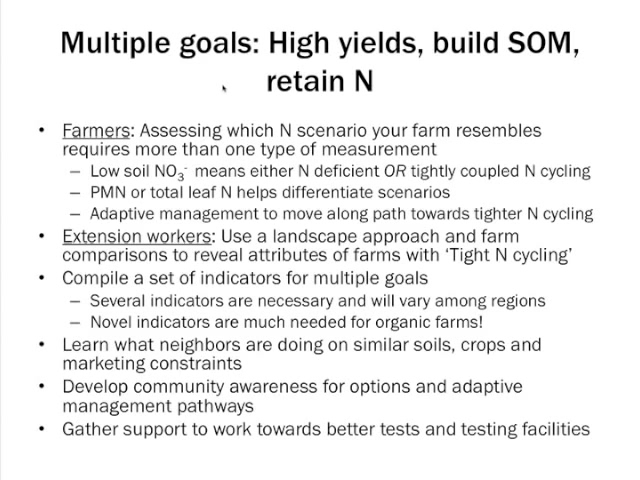 Multiple goals: High yields, build SOM,
retain N
• Farmers: Assessing which N scenario your farm resembles
requires more than one type of measurement
– Low soil NO₃⁻ means either N deficient OR tightly coupled N cycling
– PMN or total leaf N helps differentiate scenarios
– Adaptive management to move along path towards tighter N cycling
• Extension workers: Use a landscape approach and farm
comparisons to reveal attributes of farms with ‘Tight N cycling’
• Compile a set of indicators for multiple goals
– Several indicators are necessary and will vary among regions
– Novel indicators are much needed for organic farms!
• Learn what neighbors are doing on similar soils, crops and
marketing constraints
• Develop community awareness for options and adaptive
management pathways
• Gather support to work towards better tests and testing facilities